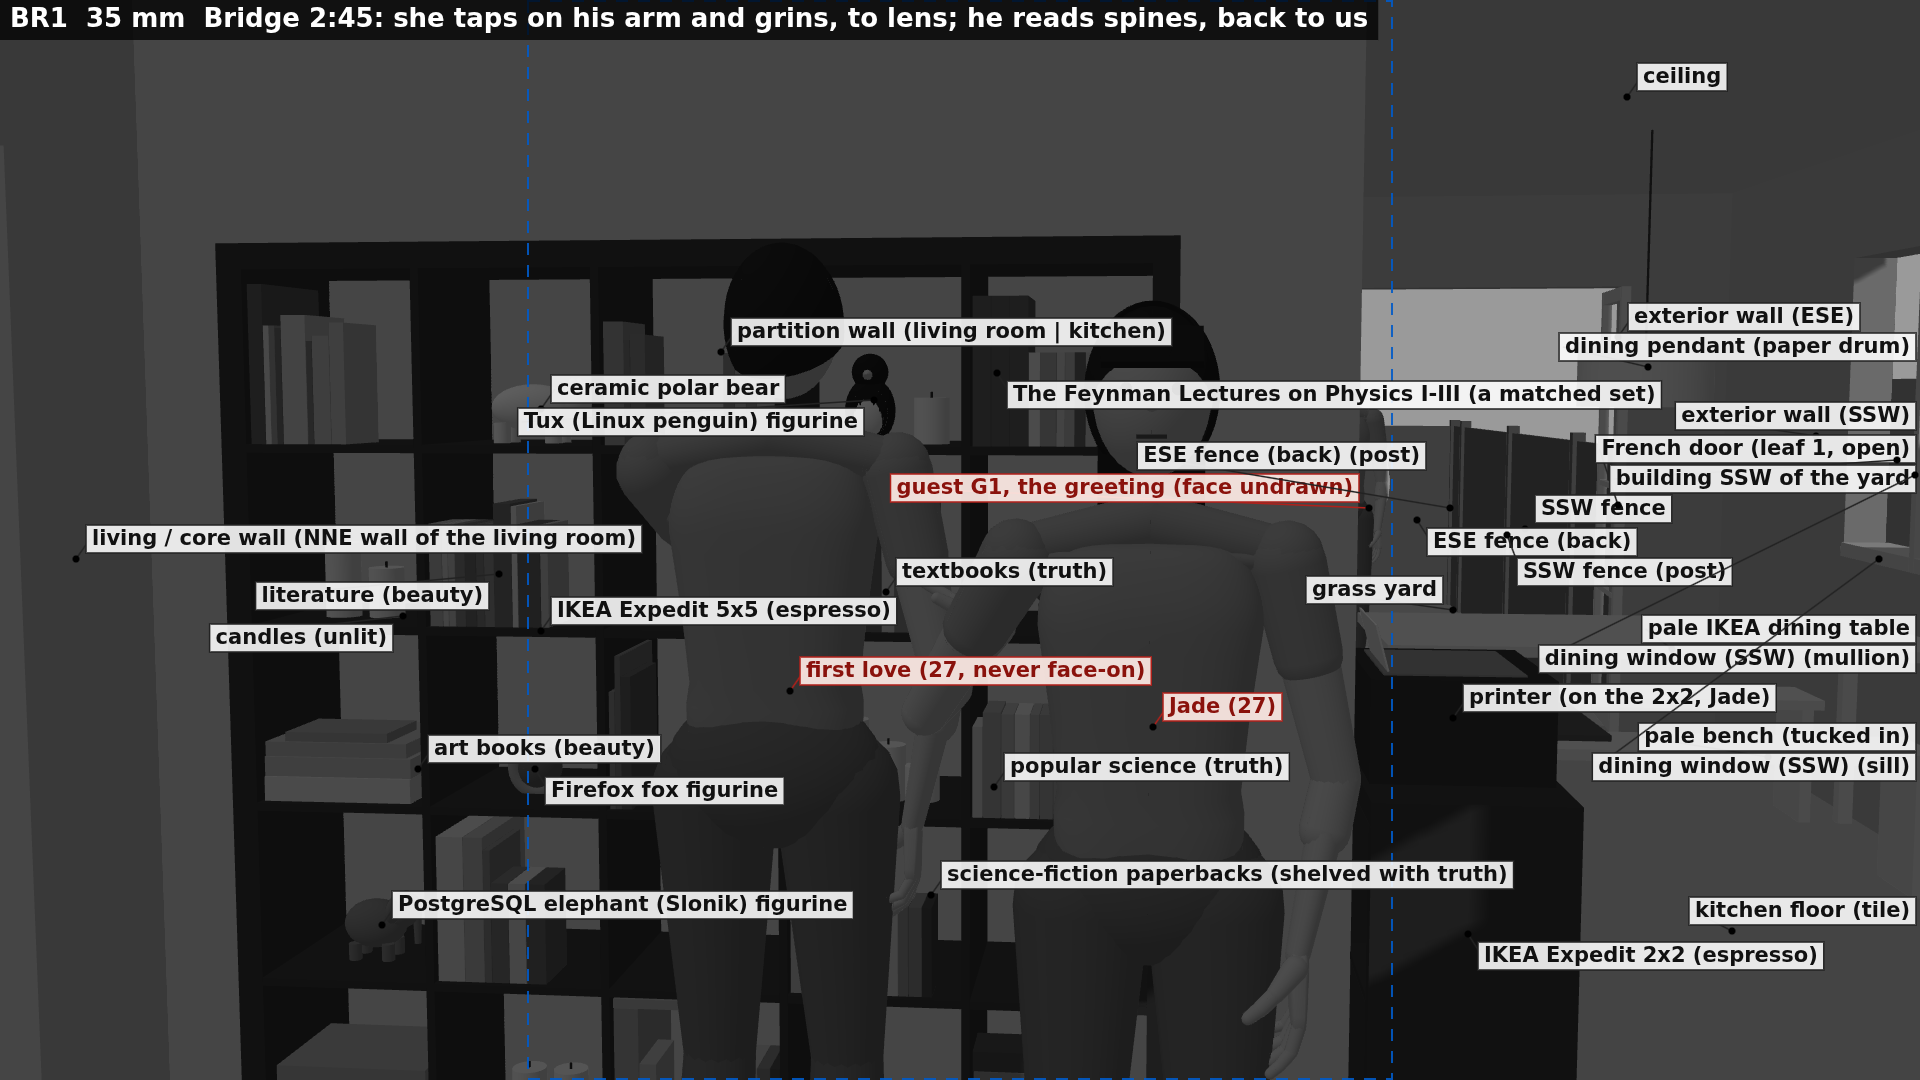 BR1 35 mm Bridge 2:45: she taps on his arm and grins, to lens; he reads spines, back to us
ceiling
exterior wall (ESE)
partition wall (living room | kitchen)
dining pendant (paper drum)
ceramic polar bear
The Feynman Lectures on Physics I-III (a matched set)
exterior wall (SSW)
Tux (Linux penguin) figurine
French door (leaf 1, open)
ESE fence (back) (post)
building SSW of the yard
guest G1, the greeting (face undrawn)
SSW fence
living / core wall (NNE wall of the living room)
ESE fence (back)
textbooks (truth)
SSW fence (post)
grass yard
literature (beauty)
IKEA Expedit 5x5 (espresso)
pale IKEA dining table
candles (unlit)
dining window (SSW) (mullion)
first love (27, never face-on)
printer (on the 2x2, Jade)
Jade (27)
pale bench (tucked in)
art books (beauty)
popular science (truth)
dining window (SSW) (sill)
Firefox fox figurine
science-fiction paperbacks (shelved with truth)
PostgreSQL elephant (Slonik) figurine
kitchen floor (tile)
IKEA Expedit 2x2 (espresso)